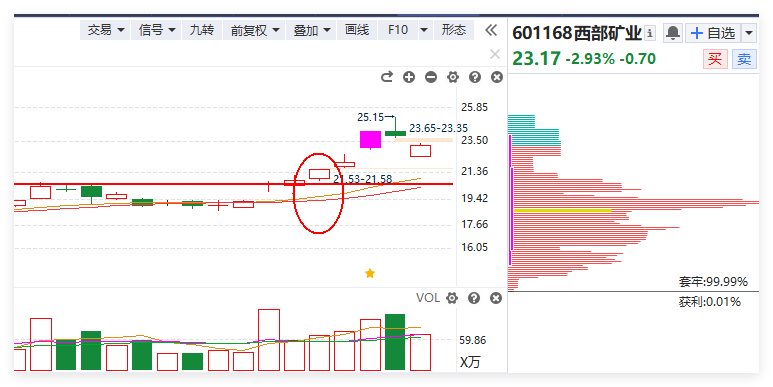 交易 信号 九转 前复权 叠加 画线 F10 形态
601168西部矿业 自选
23.17 -2.93% -0.70 买 卖
25.85
25.15
23.65-23.35
23.50
21.36
21.53-21.58
19.42
17.66
16.05
套牢:99.99%
获利:0.01%
VOL
59.86
X万